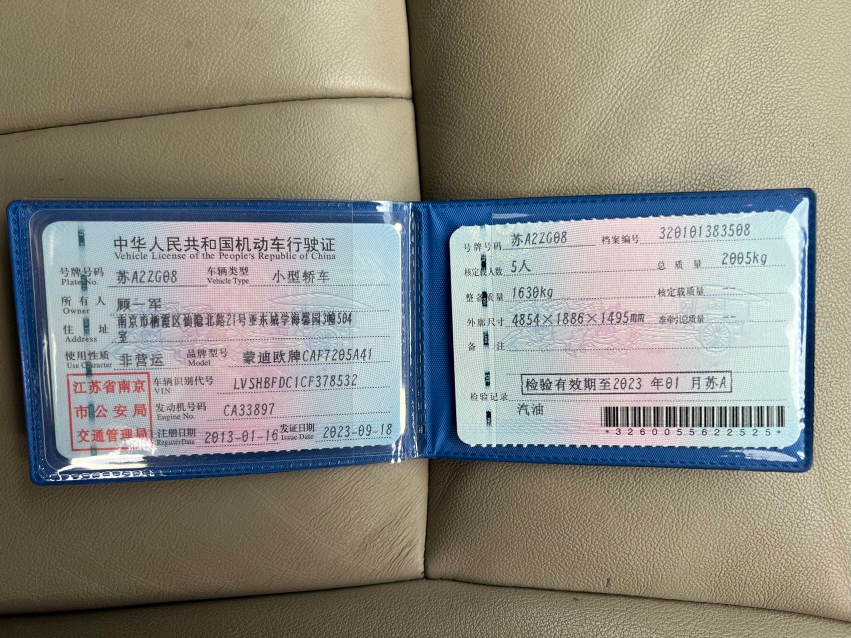 中华人民共和国机动车行驶证
Vehicle License of the People's Republic of China
号牌号码 苏A2ZG08 车辆类型 小型轿车
Plate No. Vehicle Type
所有人 顾一军
Owner
住址 南京市栖霞区仙隐北路21号亚东城学海馨园3幢504
Address 室
使用性质 非营运 品牌型号 蒙迪欧牌CAF7205A41
Use Character Model
江苏省南京
市公安局
交通管理局
车辆识别代号 LVSHBFDC1CF378532
VIN
发动机号码 CA33897
Engine No.
注册日期 2013-01-16 发证日期 2023-09-18
Register Date Issue Date
号牌号码 苏A2ZG08 档案编号 320101383508
核定载人数 5人 总质量 2005kg
整备质量 1630kg 核定载质量 --
外廓尺寸 4854×1886×1495mm 准牵引总质量 --
备注
检验有效期至2023 年01 月苏A
检验记录
汽油
*3260055622525*